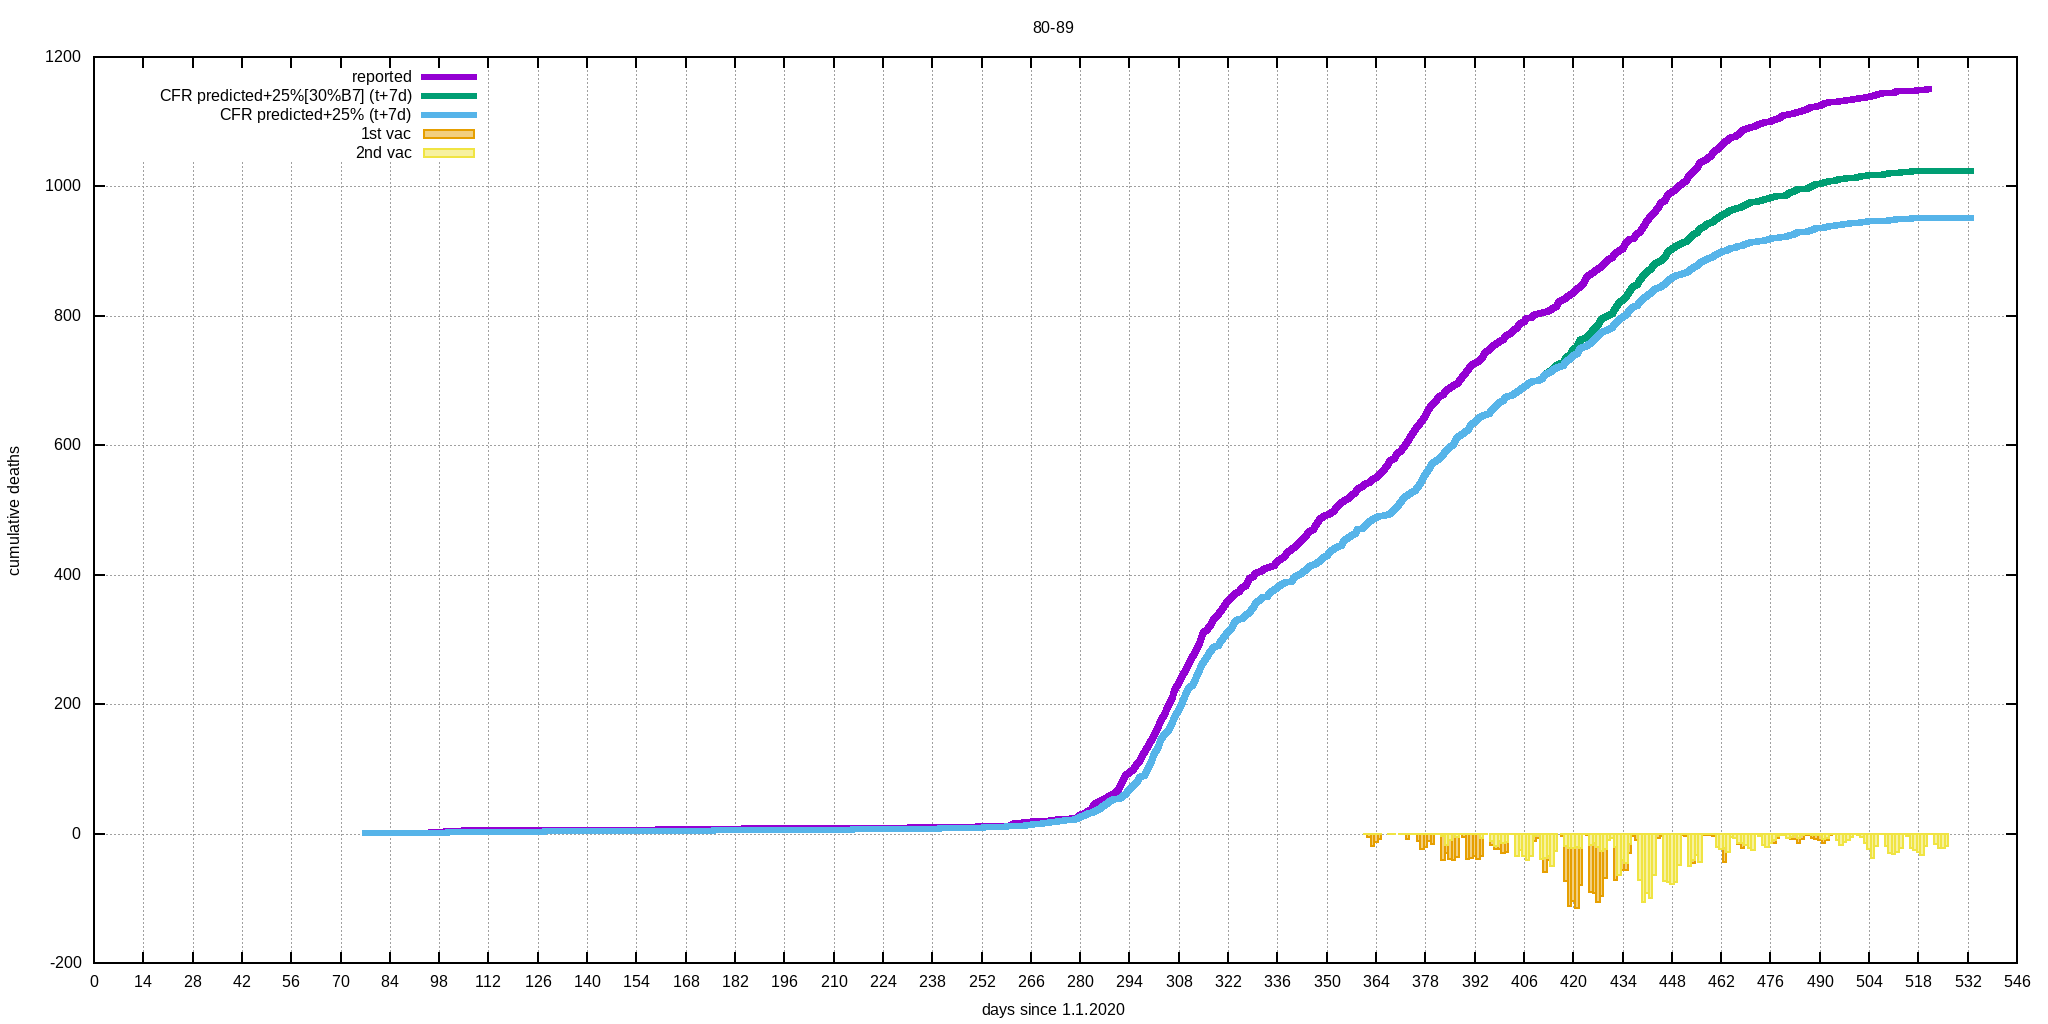 80-89
1200
1000
800
600
400
200
0
-200
cumulative deaths
reported
CFR predicted+25%[30%B7] (t+7d)
CFR predicted+25% (t+7d)
1st vac
2nd vac
0 14 28 42 56 70 84 98 112 126 140 154 168 182 196 210 224 238 252 266 280 294 308 322 336 350 364 378 392 406 420 434 448 462 476 490 504 518 532 546
days since 1.1.2020